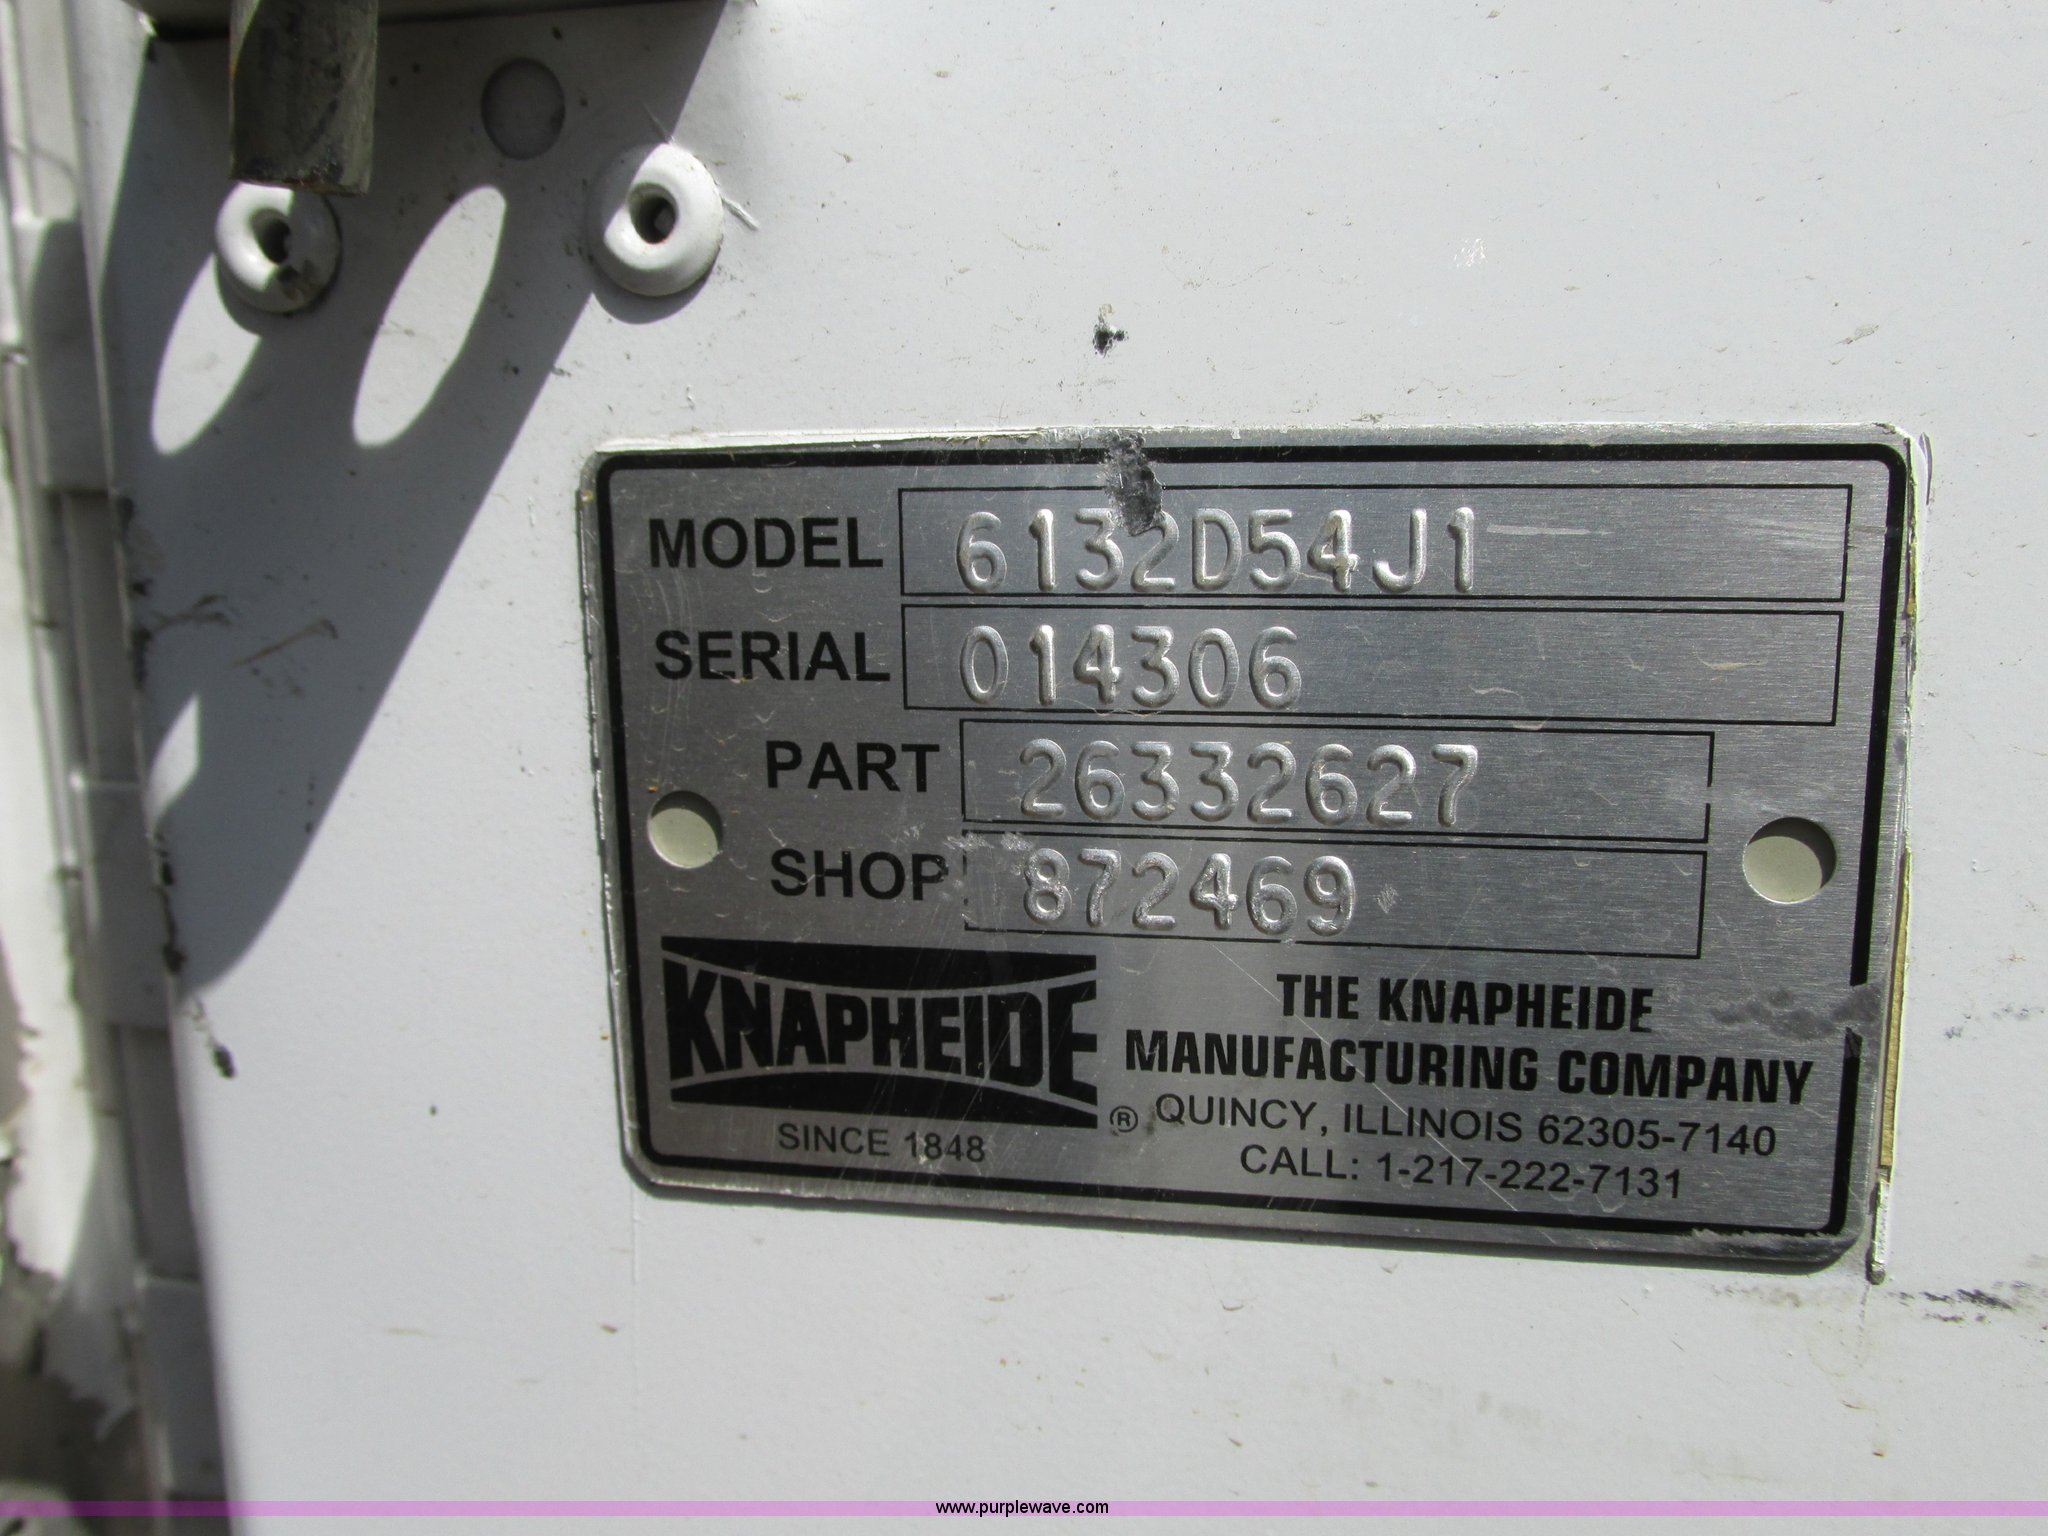 MODEL 6132D54J1
SERIAL 014306
PART 26332627
SHOP 872469
KNAPHEIDE
SINCE 1848
THE KNAPHEIDE
MANUFACTURING COMPANY
® QUINCY, ILLINOIS 62305-7140
CALL: 1-217-222-7131
www.purplewave.com